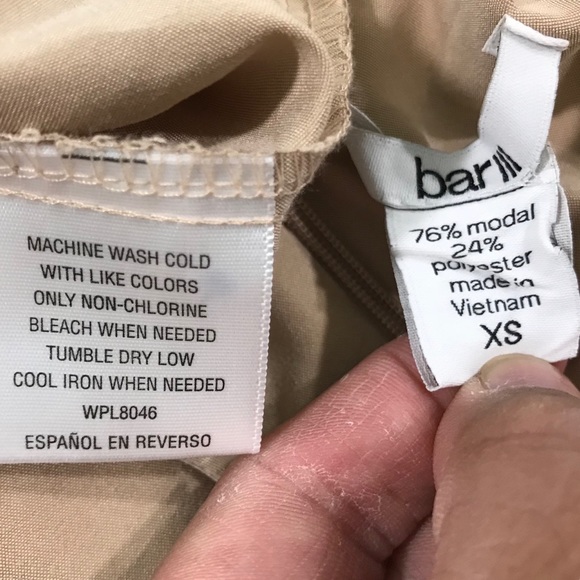 MACHINE WASH COLD
WITH LIKE COLORS
ONLY NON-CHLORINE
BLEACH WHEN NEEDED
TUMBLE DRY LOW
COOL IRON WHEN NEEDED
WPL8046
ESPAÑOL EN REVERSO
bar III
76% modal
24%
polyester
made in
Vietnam
XS